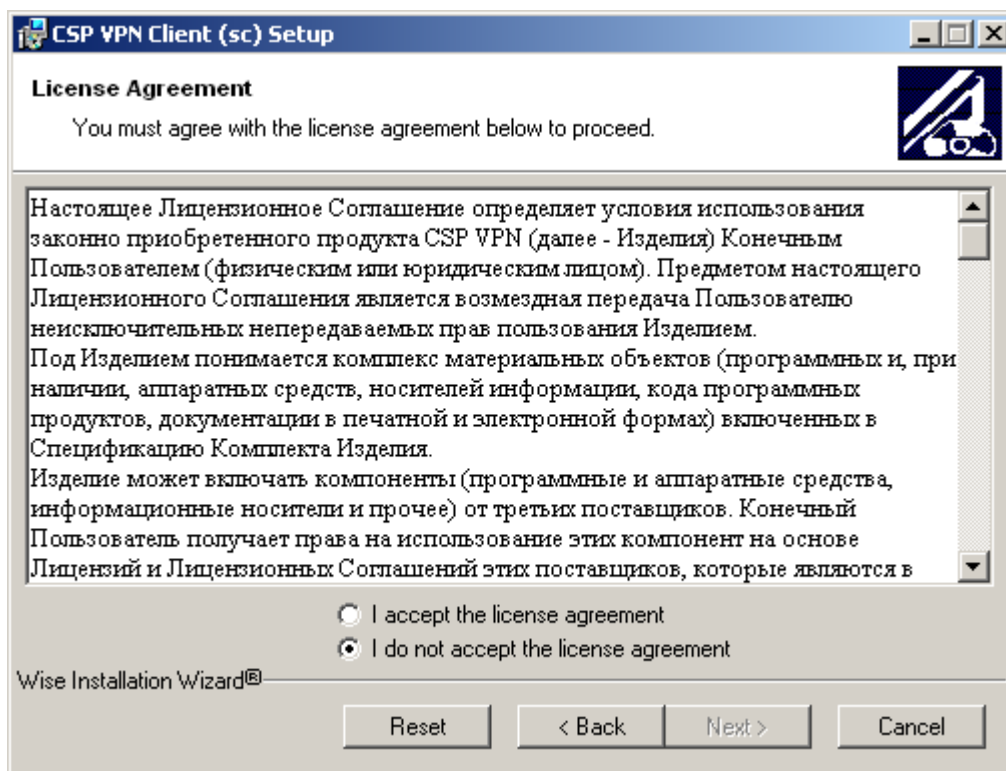 CSP VPN Client (sc) Setup
License Agreement
You must agree with the license agreement below to proceed.
Настоящее Лицензионное Соглашение определяет условия использования
законно приобретенного продукта CSP VPN (далее - Изделия) Конечным
Пользователем (физическим или юридическим лицом). Предметом настоящего
Лицензионного Соглашения является возмездная передача Пользователю
неисключительных непередаваемых прав пользования Изделием.
Под Изделием понимается комплекс материальных объектов (программных и, при
наличии, аппаратных средств, носителей информации, кода программных
продуктов, документации в печатной и электронной формах) включенных в
Спецификацию Комплекта Изделия.
Изделие может включать компоненты (программные и аппаратные средства,
информационные носители и прочее) от третьих поставщиков. Конечный
Пользователь получает права на использование этих компонент на основе
Лицензий и Лицензионных Соглашений этих поставщиков, которые являются в
I accept the license agreement
I do not accept the license agreement
Wise Installation Wizard®
Reset
< Back
Next >
Cancel